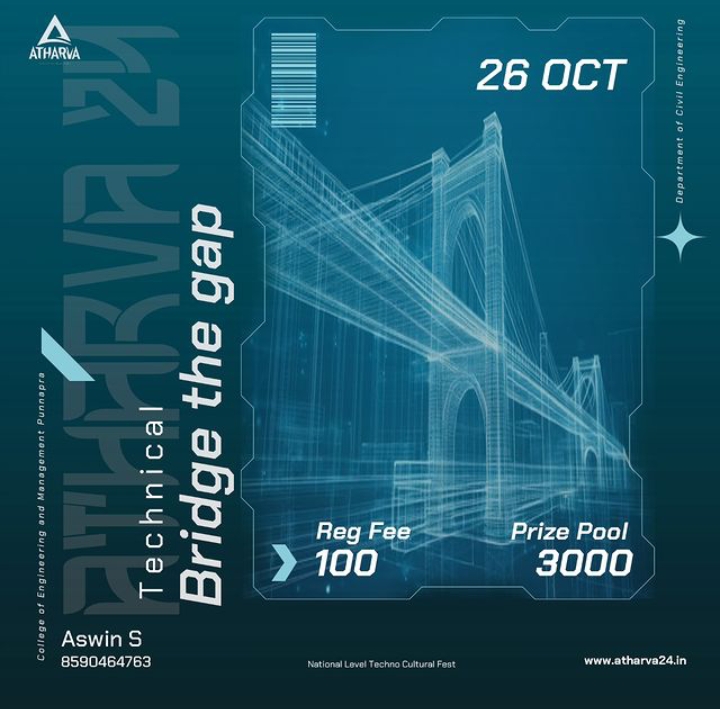 ATHARVA
ATHARVA 24
26 OCT
Department of Civil Engineering
College of Engineering and Management Punnapra
Technical
Bridge the gap
Reg Fee
100
Prize Pool
3000
Aswin S
8590464763
National Level Techno Cultural Fest
www.atharva24.in